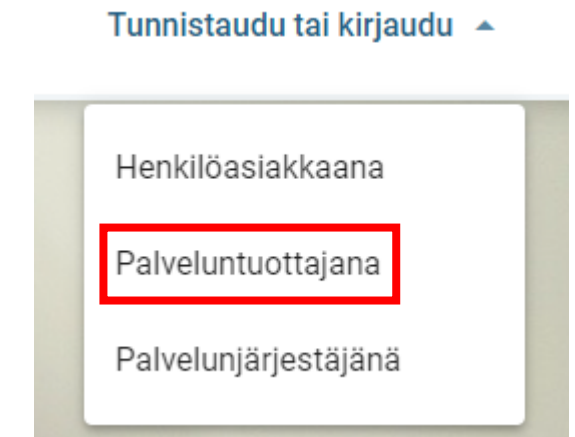 Tunnistaudu tai kirjaudu
Henkilöasiakkaana
Palveluntuottajana
Palvelunjärjestäjänä